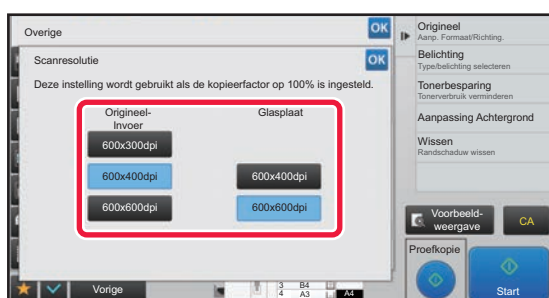 Overige
OK
Scanresolutie
OK
Deze instelling wordt gebruikt als de kopieerfactor op 100% is ingesteld.
Origineel-
Invoer
Glasplaat
600x300dpi
600x400dpi
600x400dpi
600x600dpi
600x600dpi
Vorige
3 B4
4 A3
A4
Origineel
Aanp. Formaat/Richting.
Belichting
Type/belichting selecteren
Tonerbesparing
Tonerverbruik verminderen
Aanpassing Achtergrond
Wissen
Randschaduw wissen
Voorbeeld-
weergave
CA
Proefkopie
Start